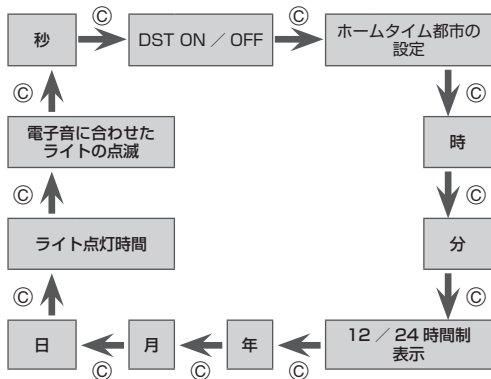 Ⓒ
Ⓒ
秒
DST ON ／ OFF
ホームタイム都市の
設定
Ⓒ
Ⓒ
電子音に合わせた
ライトの点滅
時
Ⓒ
Ⓒ
ライト点灯時間
分
Ⓒ
Ⓒ
日
月
年
12 ／ 24 時間制
表示
Ⓒ
Ⓒ
Ⓒ